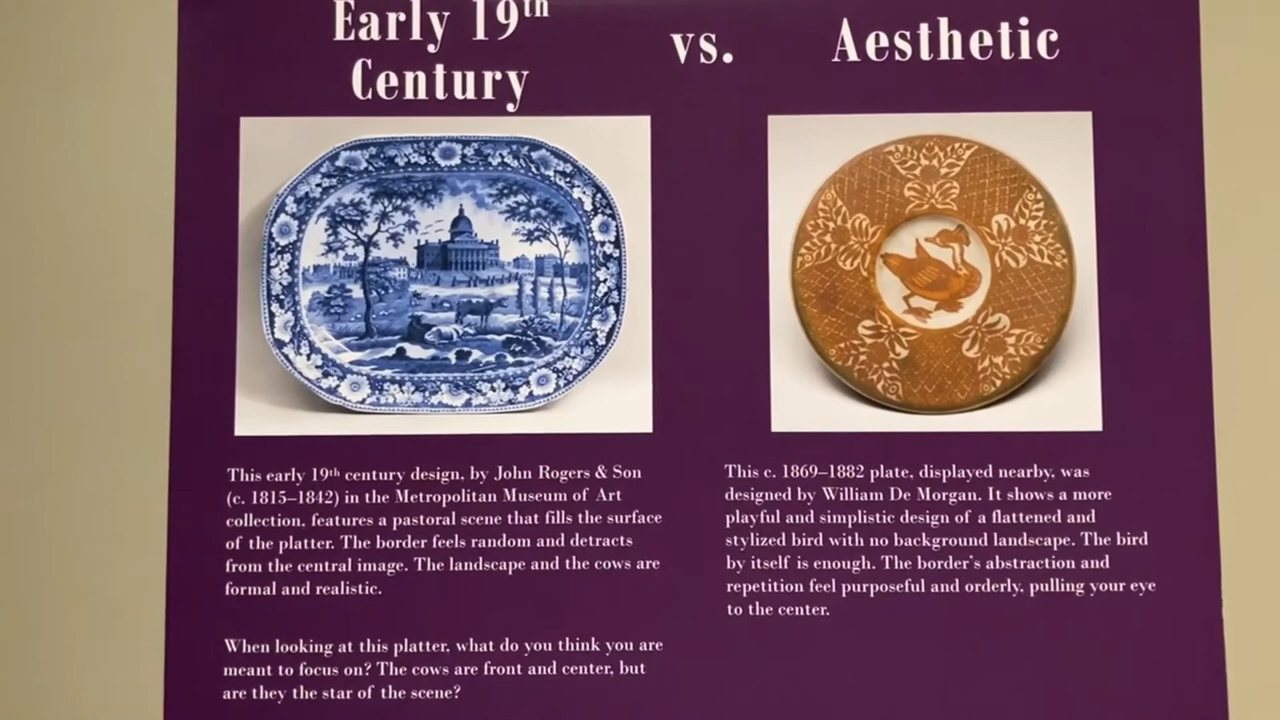 Early 19th
Century
vs.
Aesthetic
This early 19th century design, by John Rogers & Son
(c. 1815–1842) in the Metropolitan Museum of Art
collection, features a pastoral scene that fills the surface
of the platter. The border feels random and detracts
from the central image. The landscape and the cows are
formal and realistic.
When looking at this platter, what do you think you are
meant to focus on? The cows are front and center, but
are they the star of the scene?
This c. 1869–1882 plate, displayed nearby, was
designed by William De Morgan. It shows a more
playful and simplistic design of a flattened and
stylized bird with no background landscape. The bird
by itself is enough. The border's abstraction and
repetition feel purposeful and orderly, pulling your eye
to the center.